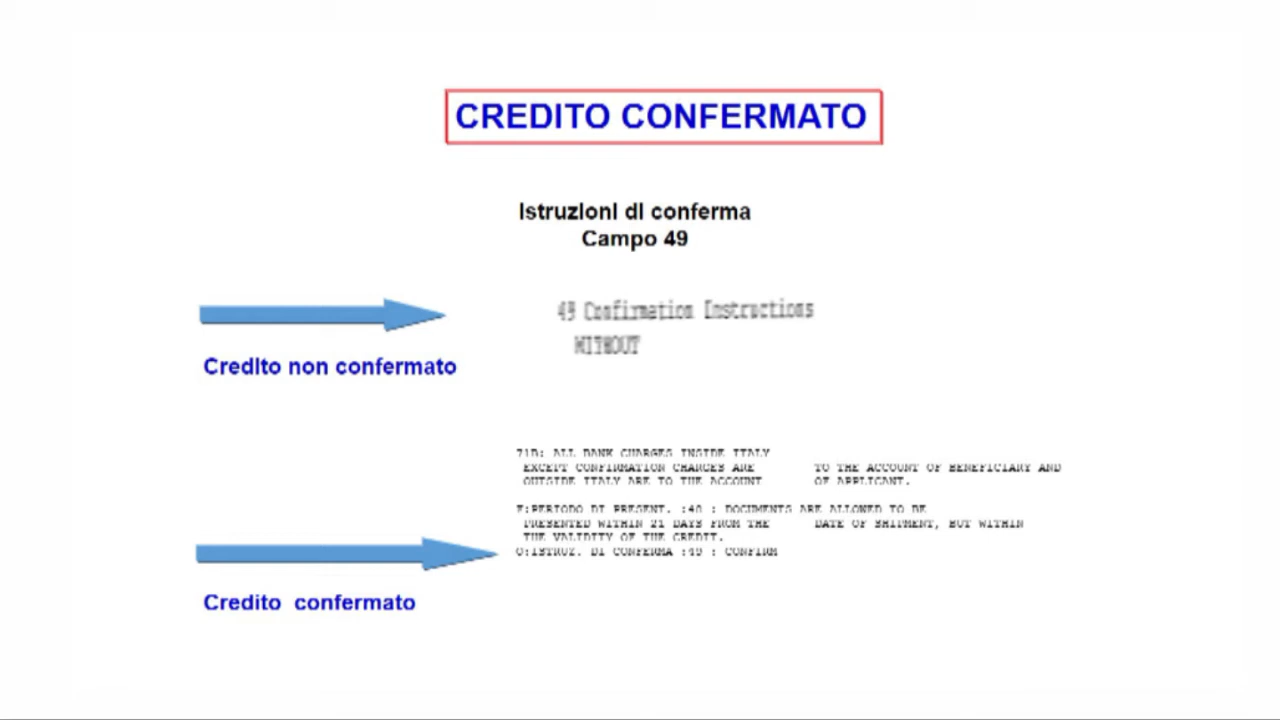 CREDITO CONFERMATO
Istruzioni di conferma
Campo 49
49 Confirmation Instructions
WITHOUT
Credito non confermato
71B: ALL BANK CHARGES INSIDE ITALY
EXCEPT CONFIRMATION CHARGES ARE TO THE ACCOUNT OF BENEFICIARY AND
OUTSIDE ITALY ARE TO THE ACCOUNT OF APPLICANT.
F:PERIODO DI PRESENT. :48 : DOCUMENTS ARE ALLOWED TO BE
PRESENTED WITHIN 21 DAYS FROM THE DATE OF SHIPMENT, BUT WITHIN
THE VALIDITY OF THE CREDIT.
O:ISTRUZ. DI CONFERMA :49 : CONFIRM
Credito confermato